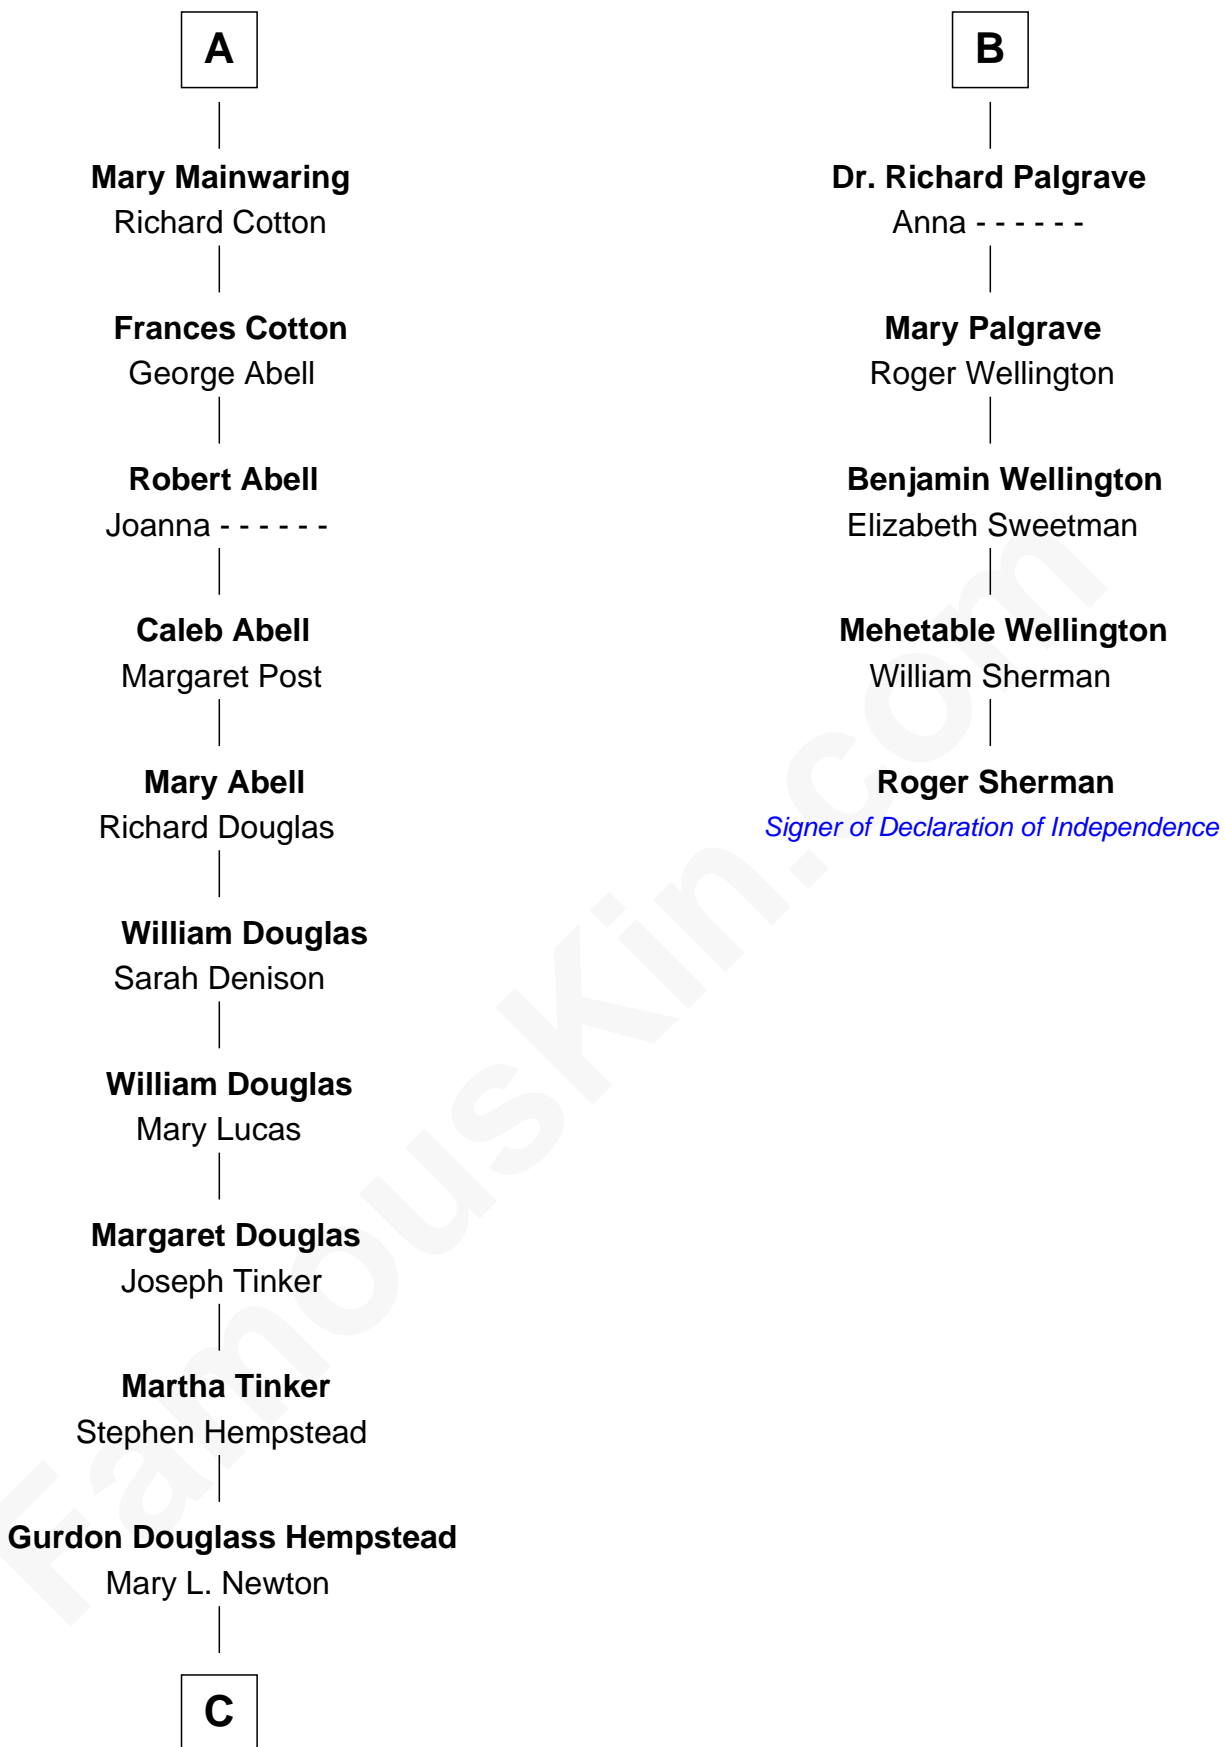 A
Mary Mainwaring
Richard Cotton
Frances Cotton
George Abell
Robert Abell
Joanna - - - - - -
Caleb Abell
Margaret Post
Mary Abell
Richard Douglas
William Douglas
Sarah Denison
William Douglas
Mary Lucas
Margaret Douglas
Joseph Tinker
Martha Tinker
Stephen Hempstead
Gurdon Douglass Hempstead
Mary L. Newton
C
B
Dr. Richard Palgrave
Anna - - - - - -
Mary Palgrave
Roger Wellington
Benjamin Wellington
Elizabeth Sweetman
Mehetable Wellington
William Sherman
Roger Sherman
Signer of Declaration of Independence
FamousKin.com